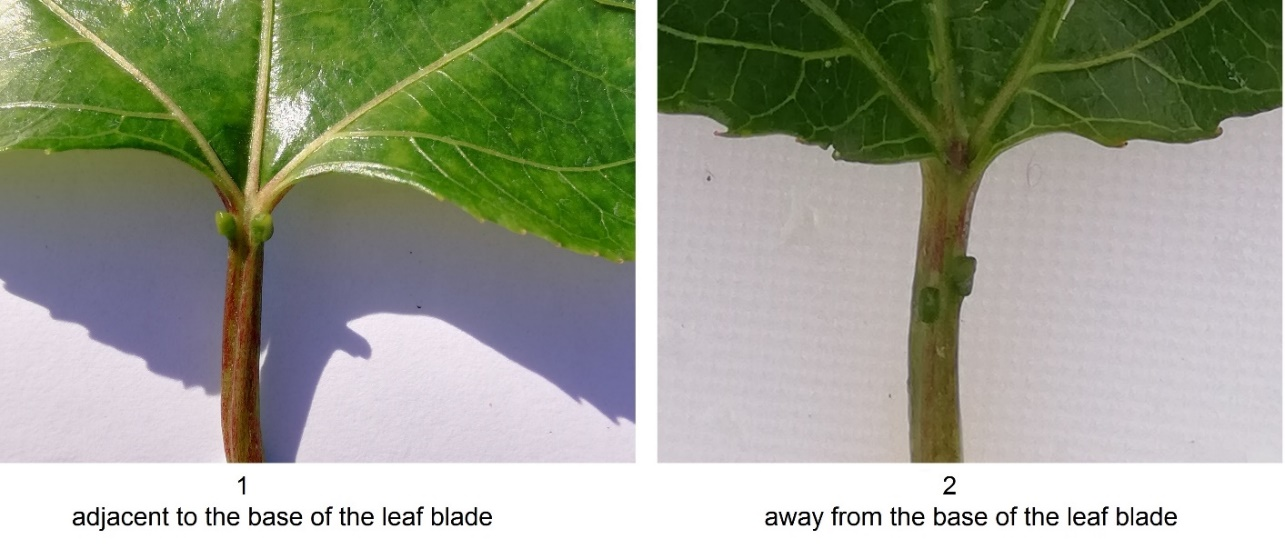 1
adjacent to the base of the leaf blade
2
away from the base of the leaf blade